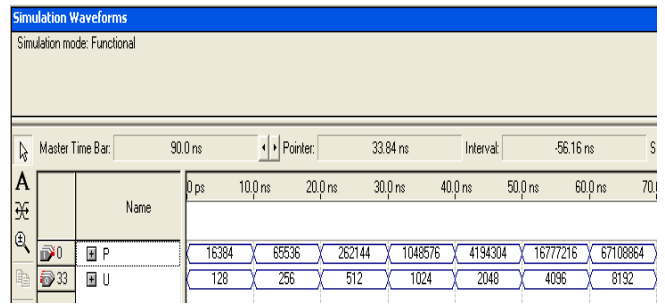 Simulation Waveforms
Simulation mode: Functional
Master Time Bar: 90.0 ns Pointer: 33.84 ns Interval: -56.16 ns S
A Name 0 ps 10.0 ns 20.0 ns 30.0 ns 40.0 ns 50.0 ns 60.0 ns 70.
0 P 16384 65536 262144 1048576 4194304 16777216 67108864
33 U 128 256 512 1024 2048 4096 8192